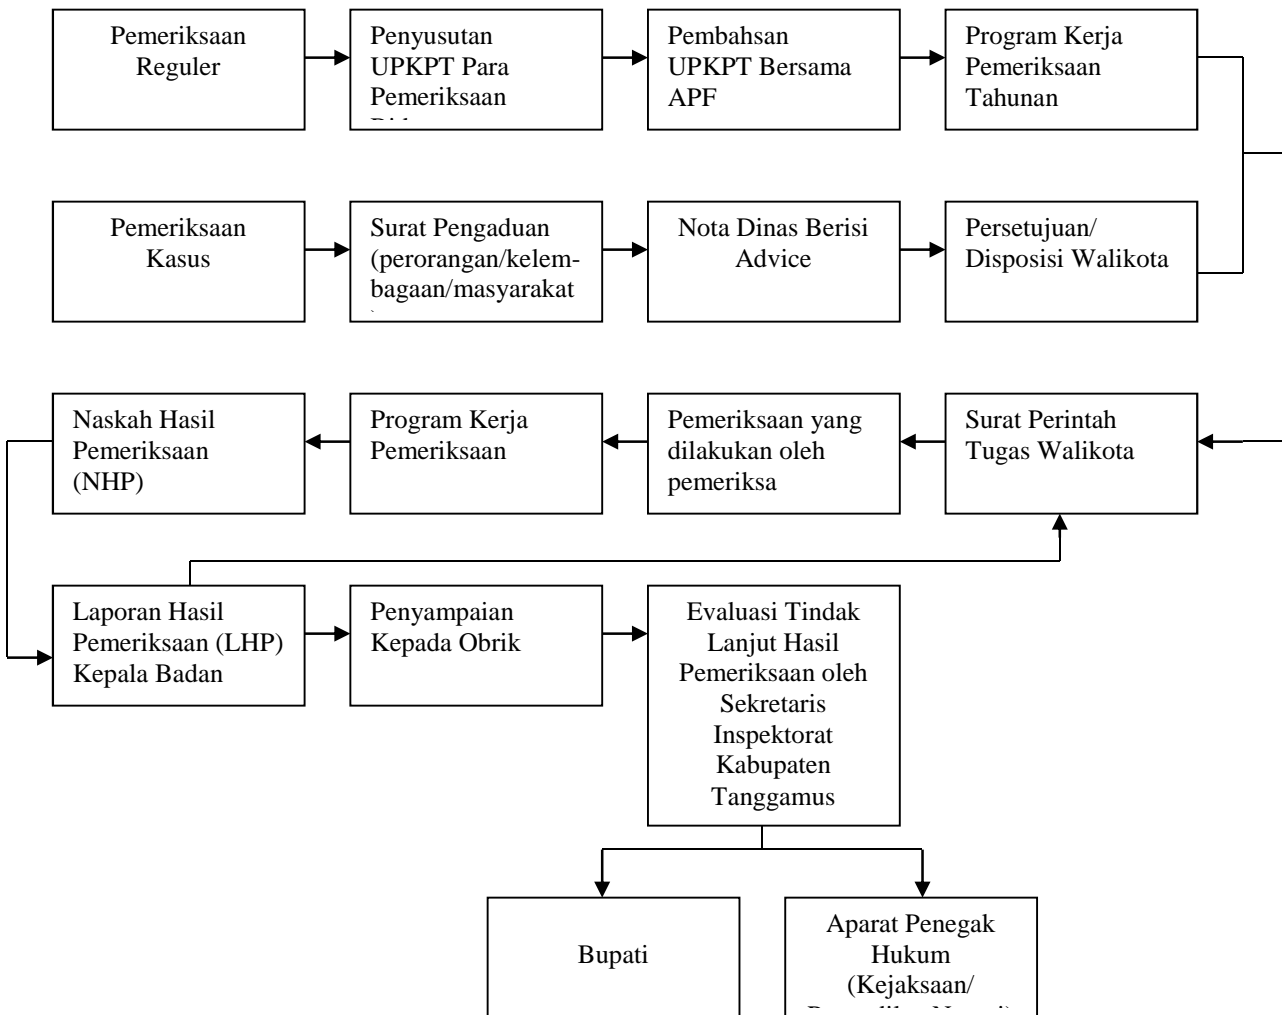 Pemeriksaan
Reguler
Penyusutan
UPKPT Para
Pemeriksaan
Pembahsan
UPKPT Bersama
APF
Program Kerja
Pemeriksaan
Tahunan
Pemeriksaan
Kasus
Surat Pengaduan
(perorangan/kelem-
bagaan/masyarakat
Nota Dinas Berisi
Advice
Persetujuan/
Disposisi Walikota
Naskah Hasil
Pemeriksaan
(NHP)
Program Kerja
Pemeriksaan
Pemeriksaan yang
dilakukan oleh
pemeriksa
Surat Perintah
Tugas Walikota
Laporan Hasil
Pemeriksaan (LHP)
Kepala Badan
Penyampaian
Kepada Obrik
Evaluasi Tindak
Lanjut Hasil
Pemeriksaan oleh
Sekretaris
Inspektorat
Kabupaten
Tanggamus
Bupati
Aparat Penegak
Hukum
(Kejaksaan/